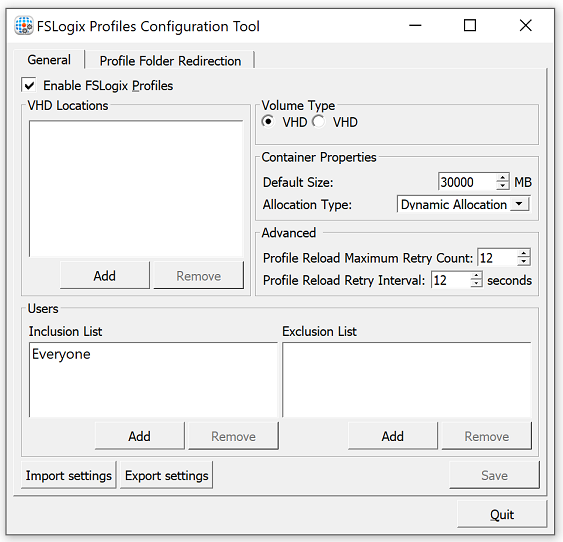 FSLogix Profiles Configuration Tool
General
Profile Folder Redirection
Enable FSLogix Profiles
VHD Locations
Add
Remove
Volume Type
VHD
VHD
Container Properties
Default Size:
30000
MB
Allocation Type:
Dynamic Allocation
Advanced
Profile Reload Maximum Retry Count:
12
Profile Reload Retry Interval:
12
seconds
Users
Inclusion List
Everyone
Add
Remove
Exclusion List
Add
Remove
Import settings
Export settings
Save
Quit